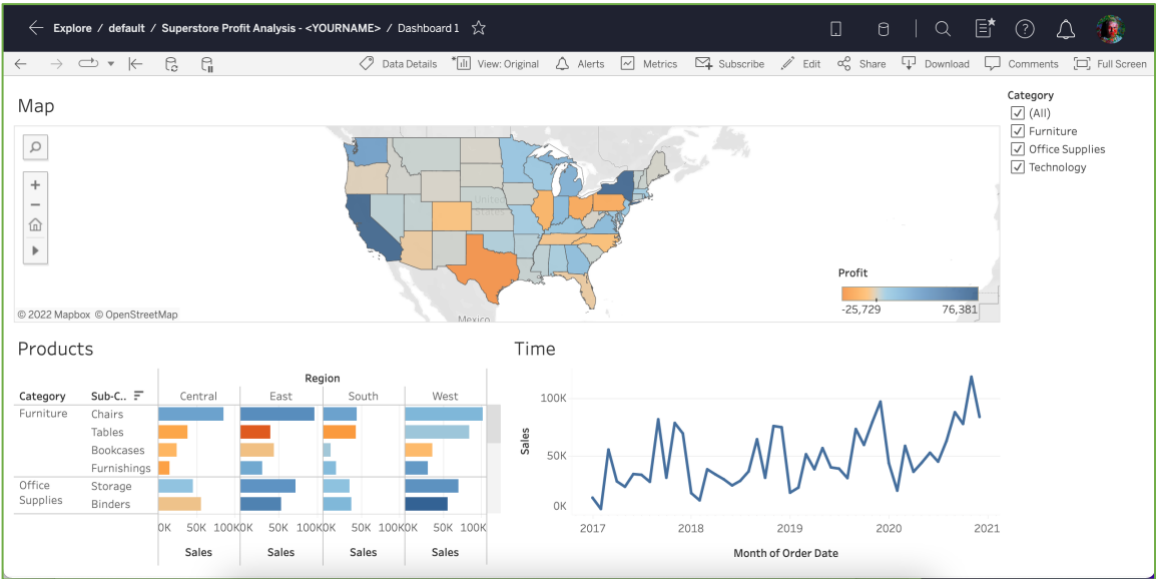 Explore / default / Superstore Profit Analysis - <YOURNAME> / Dashboard 1
Data Details View: Original Alerts Metrics Subscribe Edit Share Download Comments Full Screen
Map
Category
(All)
Furniture
Office Supplies
Technology
United
States
Mexico
Profit
-25,729 76,381
© 2022 Mapbox © OpenStreetMap
Products
Region
Category Sub-C.. Central East South West
Furniture Chairs
Tables
Bookcases
Furnishings
Office Supplies Storage
Binders
0K 50K 100K 0K 50K 100K 0K 50K 100K 0K 50K 100K
Sales Sales Sales Sales
Time
Sales
100K
50K
0K
2017 2018 2019 2020 2021
Month of Order Date